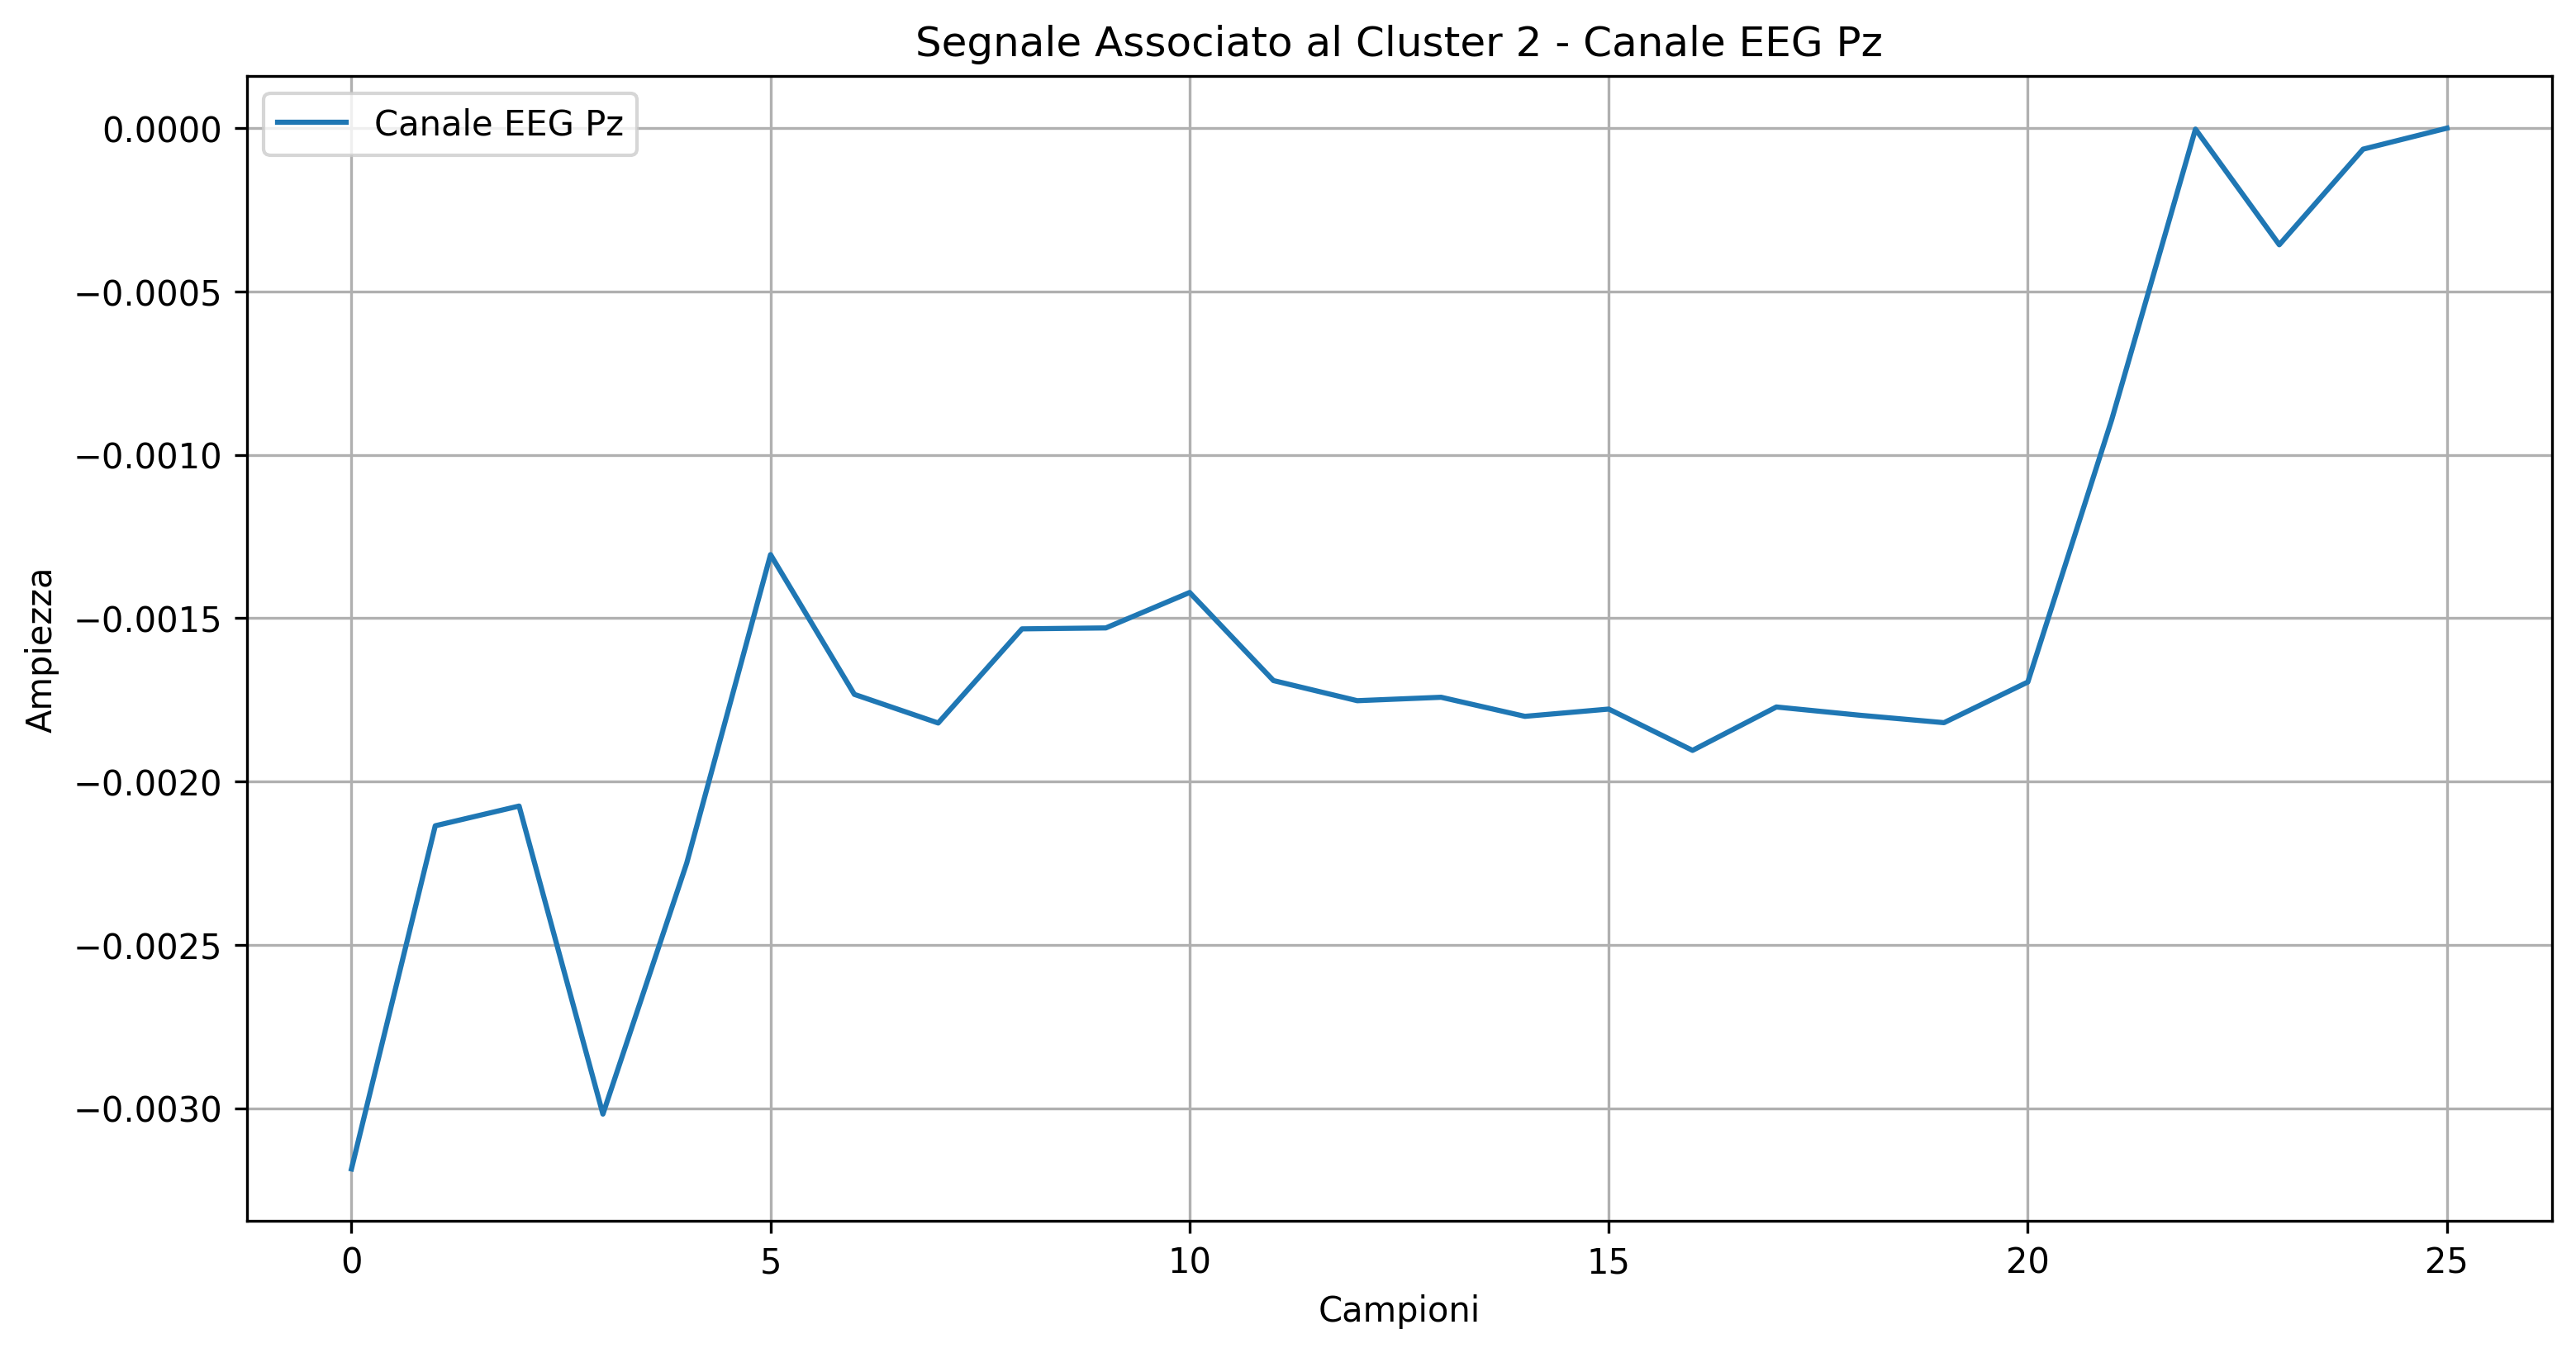 Segnale Associato al Cluster 2 - Canale EEG Pz
Canale EEG Pz
0.0000
−0.0005
−0.0010
−0.0015
−0.0020
−0.0025
−0.0030
Ampiezza
0 5 10 15 20 25
Campioni